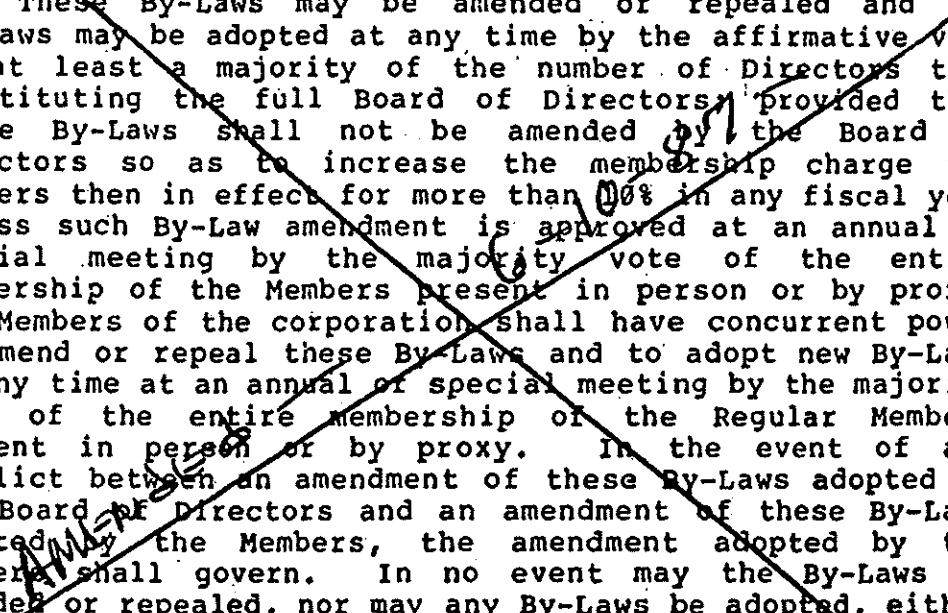 These By-Laws may be amended or repealed and
aws may be adopted at any time by the affirmative v
t least a majority of the number of Directors t
tituting the full Board of Directors, provided t
e By-Laws shall not be amended by the Board
ctors so as to increase the membership charge
ers then in effect for more than 10% in any fiscal y
ss such By-Law amendment is approved at an annual
ial meeting by the majority vote of the ent
ership of the Members present in person or by pro
Members of the corporation shall have concurrent po
mend or repeal these By-Laws and to adopt new By-La
ny time at an annual or special meeting by the major
of the entire membership of the Regular Membe
ent in person or by proxy. In the event of a
lict between an amendment of these By-Laws adopted
Board of Directors and an amendment of these By-La
ted by the Members, the amendment adopted by t
ers shall govern. In no event may the By-Laws
ded or repealed, nor may any By-Laws be adopted, eit
AMENDED 6-10-87